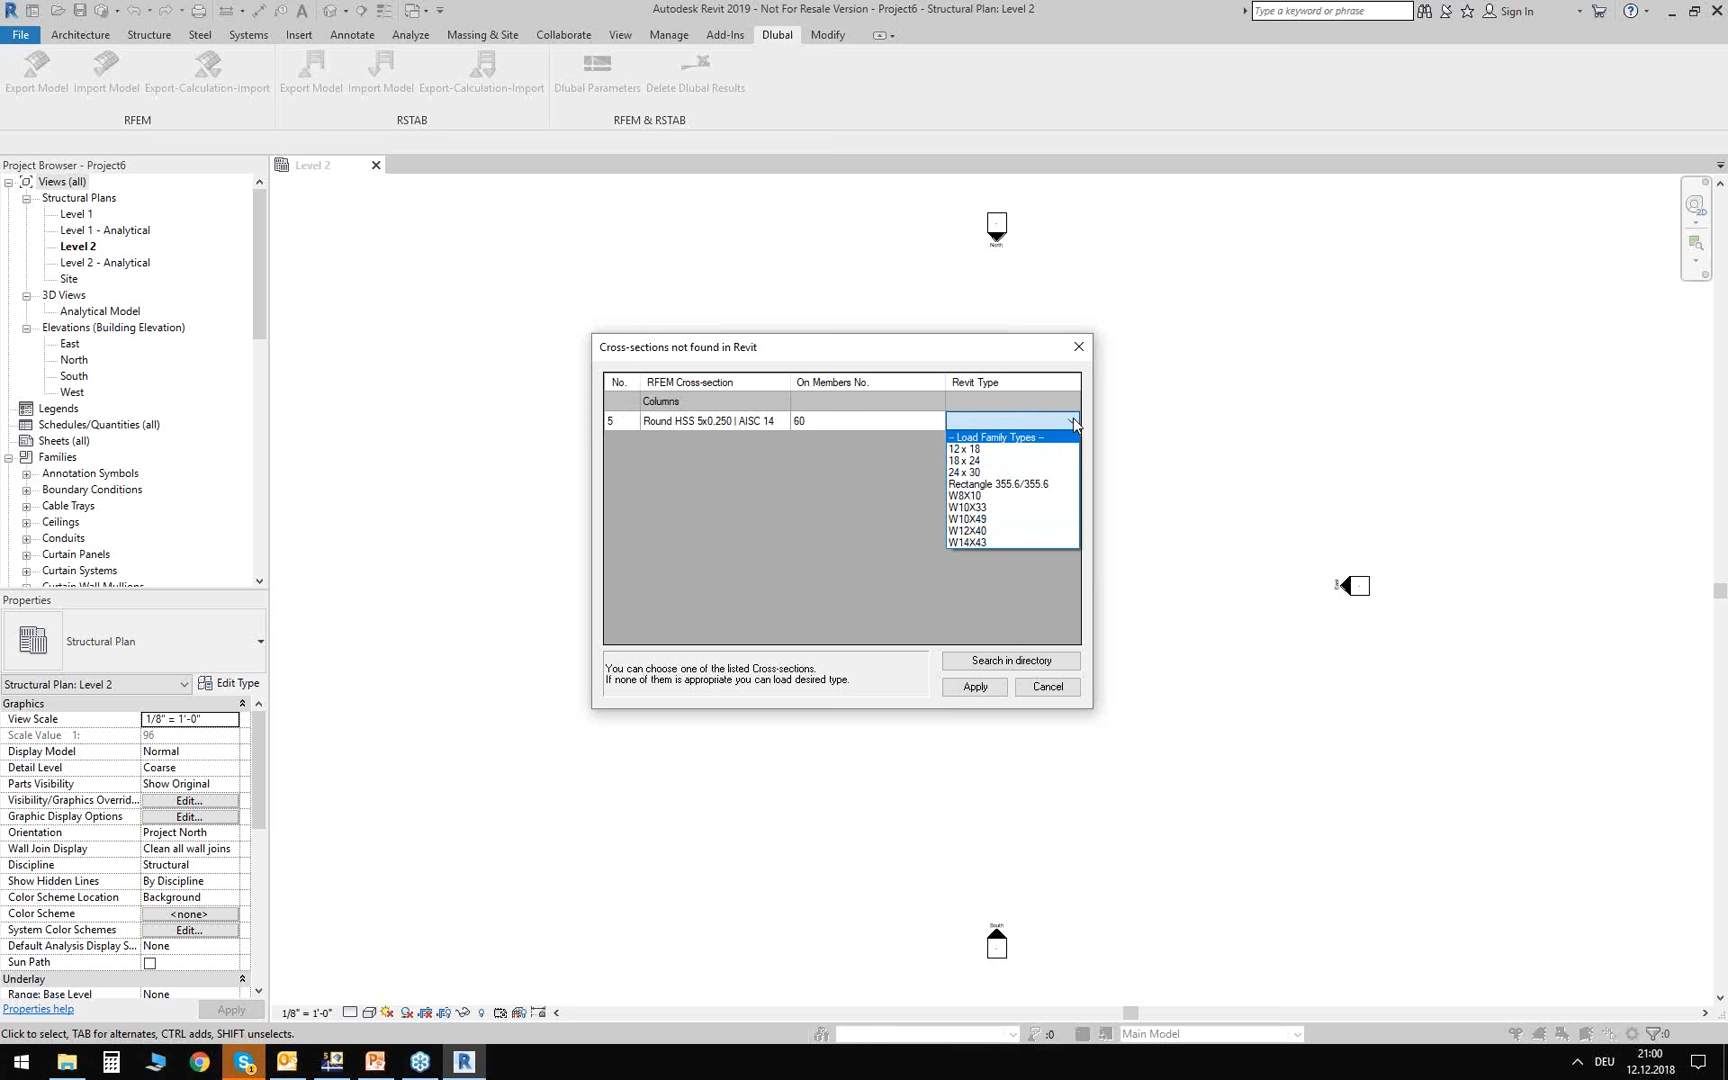 Autodesk Revit 2019 - Not For Resale Version - Project6 - Structural Plan: Level 2
Type a keyword or phrase
Sign In
File Architecture Structure Steel Systems Insert Annotate Analyze Massing & Site Collaborate View Manage Add-Ins Dlubal Modify
Export Model Import Model Export-Calculation-Import Export Model Import Model Export-Calculation-Import Dlubal Parameters Delete Dlubal Results
RFEM RSTAB RFEM & RSTAB
Project Browser - Project6
Level 2
Views (all)
Structural Plans
Level 1
Level 1 - Analytical
Level 2
Level 2 - Analytical
Site
3D Views
Analytical Model
Elevations (Building Elevation)
East
North
South
West
Legends
Schedules/Quantities (all)
Sheets (all)
Families
Annotation Symbols
Boundary Conditions
Cable Trays
Ceilings
Conduits
Curtain Panels
Curtain Systems
Curtain Wall Mullions
North
2D
Cross-sections not found in Revit
No. RFEM Cross-section On Members No. Revit Type
Columns
5 Round HSS 5x0.250 | AISC 14 60
-- Load Family Types --
12 x 18
18 x 24
24 x 30
Rectangle 355.6/355.6
W8X10
W10X33
W10X49
W12X40
W14X43
You can choose one of the listed Cross-sections.
If none of them is appropriate you can load desired type.
Search in directory
Apply Cancel
East
South
Properties
Structural Plan
Structural Plan: Level 2 Edit Type
Graphics
View Scale 1/8" = 1'-0"
Scale Value 1: 96
Display Model Normal
Detail Level Coarse
Parts Visibility Show Original
Visibility/Graphics Overrid... Edit...
Graphic Display Options Edit...
Orientation Project North
Wall Join Display Clean all wall joins
Discipline Structural
Show Hidden Lines By Discipline
Color Scheme Location Background
Color Scheme <none>
System Color Schemes Edit...
Default Analysis Display S... None
Sun Path
Underlay
Range: Base Level None
Properties help Apply
1/8" = 1'-0"
Click to select, TAB for alternates, CTRL adds, SHIFT unselects.
:0
Main Model
:0
DEU
21:00
12.12.2018